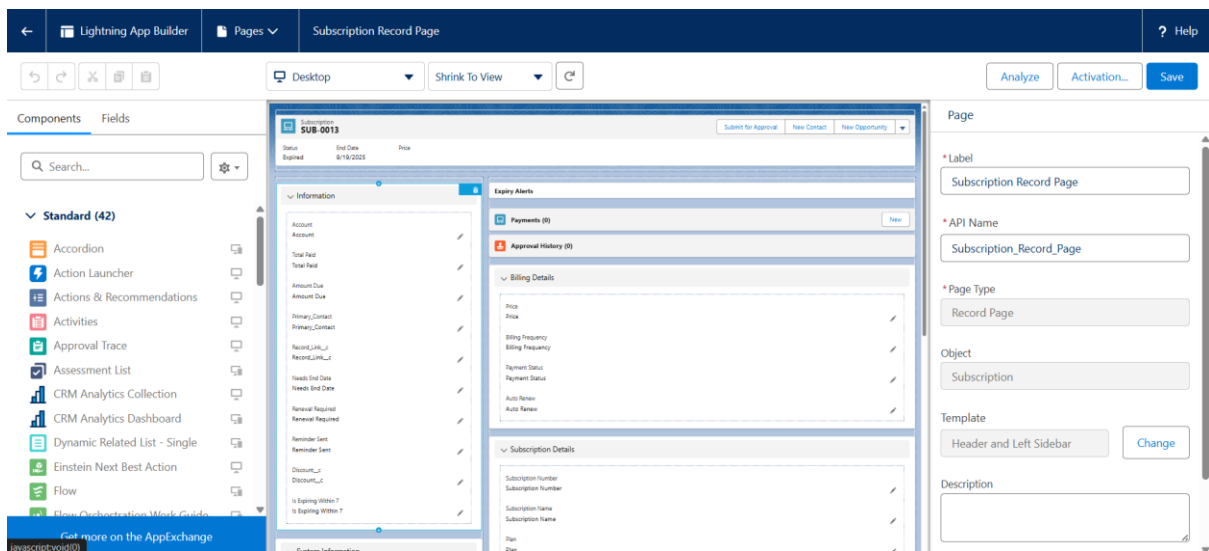 Lightning App Builder
Pages
Subscription Record Page
? Help
Desktop
Shrink To View
Analyze
Activation...
Save
Components
Fields
Search...
Standard (42)
Accordion
Action Launcher
Actions & Recommendations
Activities
Approval Trace
Assessment List
CRM Analytics Collection
CRM Analytics Dashboard
Dynamic Related List - Single
Einstein Next Best Action
Flow
Flow Orchestration Work Guide
Get more on the AppExchange
javascript:void(0)
Subscription
SUB-0013
Submit for Approval
New Contact
New Opportunity
Status
End Date
Price
Expired
9/19/2025
Information
Account
Account
Total Paid
Total Paid
Amount Due
Amount Due
Primary_Contact
Primary_Contact
Record_Link__c
Record_Link__c
Needs End Date
Needs End Date
Renewal Required
Renewal Required
Reminder Sent
Reminder Sent
Discount__c
Discount__c
Is Expiring Within 7
Is Expiring Within 7
System Information
Expiry Alerts
Payments (0)
New
Approval History (0)
Billing Details
Price
Price
Billing Frequency
Billing Frequency
Payment Status
Payment Status
Auto Renew
Auto Renew
Subscription Details
Subscription Number
Subscription Number
Subscription Name
Subscription Name
Plan
Plan
Page
* Label
Subscription Record Page
* API Name
Subscription_Record_Page
* Page Type
Record Page
Object
Subscription
Template
Header and Left Sidebar
Change
Description